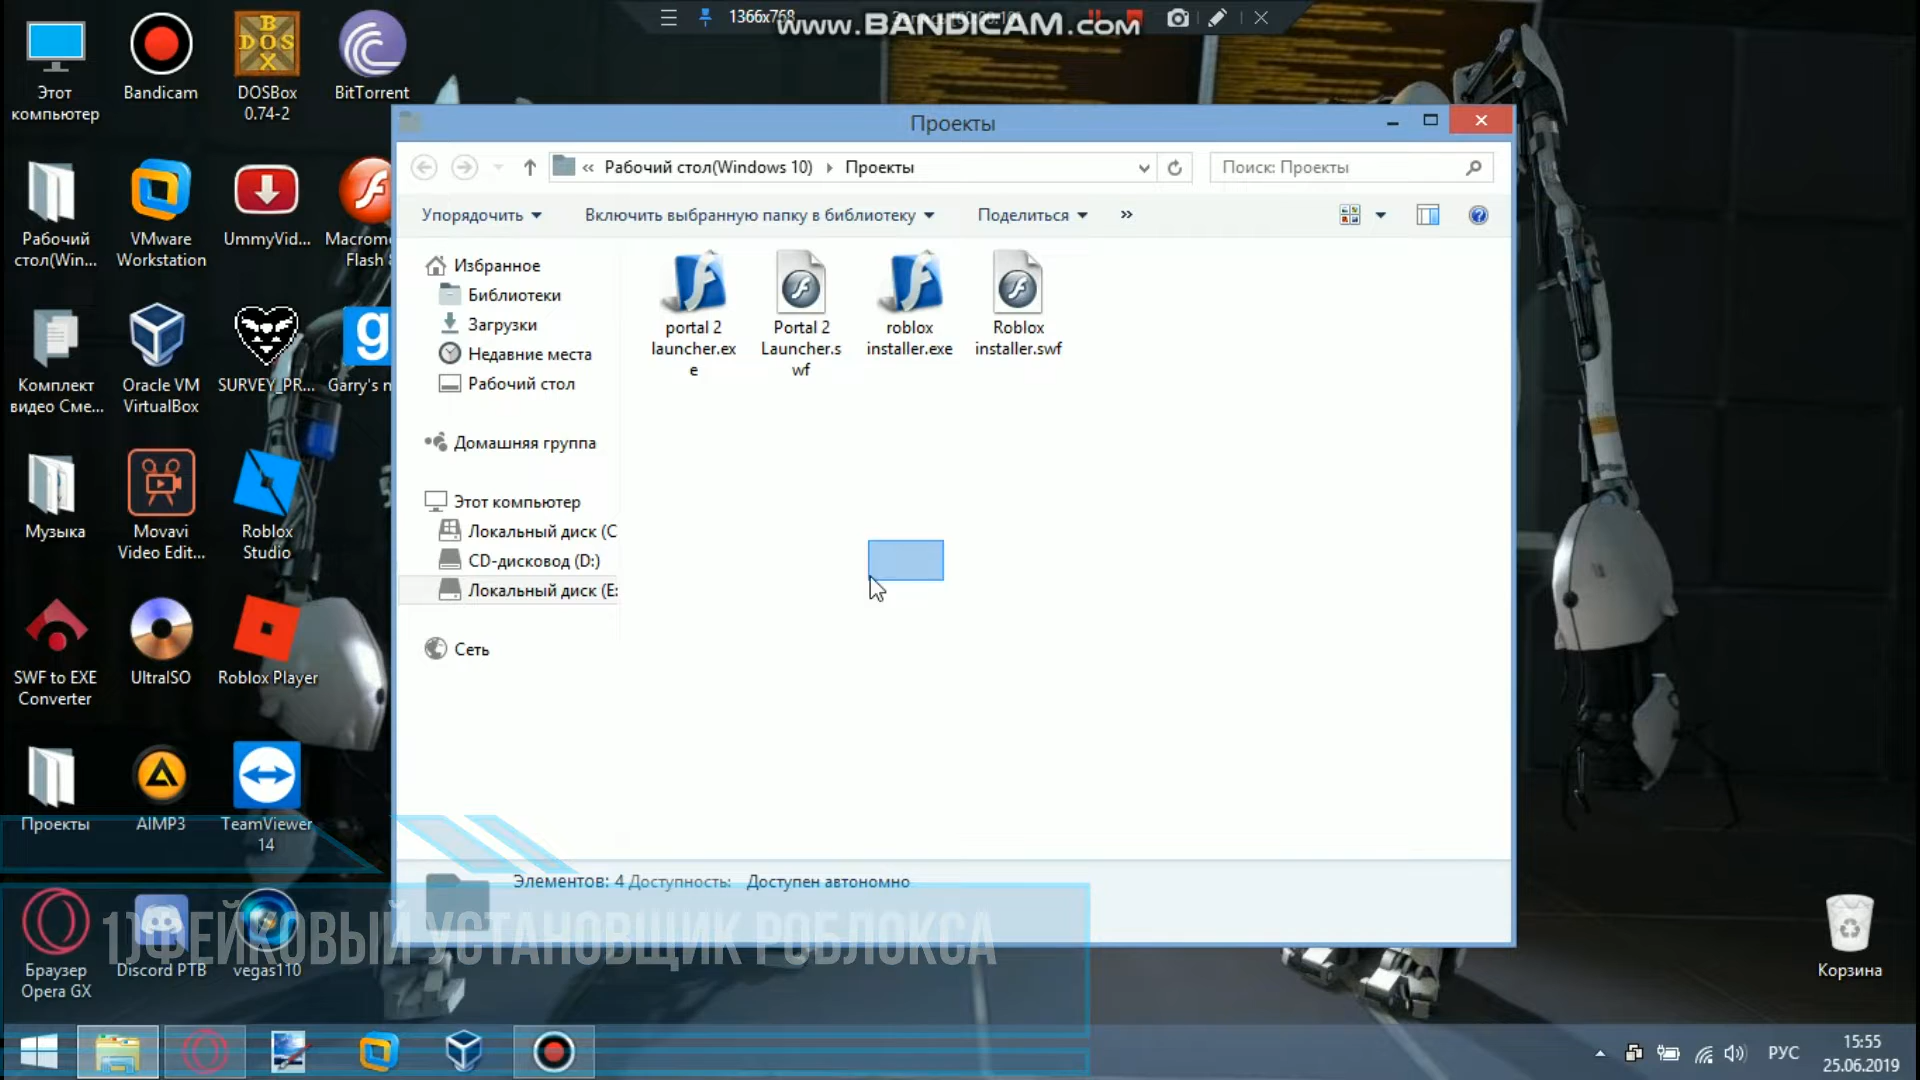 1366x768
www.BANDICAM.com
Этот
компьютер
Bandicam
DOSBox
0.74-2
BitTorrent
Рабочий
стол(Win...
VMware
Workstation
UmmyVid...
Macrome
Flash 8
Комплект
видео Сме...
Oracle VM
VirtualBox
SURVEY_PR...
Garry's m
Музыка
Movavi
Video Edit...
Roblox
Studio
SWF to EXE
Converter
UltraISO
Roblox Player
Проекты
AIMP3
TeamViewer
14
Браузер
Opera GX
Discord PTB
vegas110
Корзина
Проекты
« Рабочий стол(Windows 10)
Проекты
Поиск: Проекты
Упорядочить
Включить выбранную папку в библиотеку
Поделиться
»
Избранное
Библиотеки
Загрузки
Недавние места
Рабочий стол
Домашняя группа
Этот компьютер
Локальный диск (C
CD-дисковод (D:)
Локальный диск (E:
Сеть
portal 2
launcher.ex
e
Portal 2
Launcher.s
wf
roblox
installer.exe
Roblox
installer.swf
Элементов: 4 Доступность: Доступен автономно
1)ФЕЙКОВЫЙ УСТАНОВЩИК РОБЛОКСА
РУС
15:55
25.06.2019